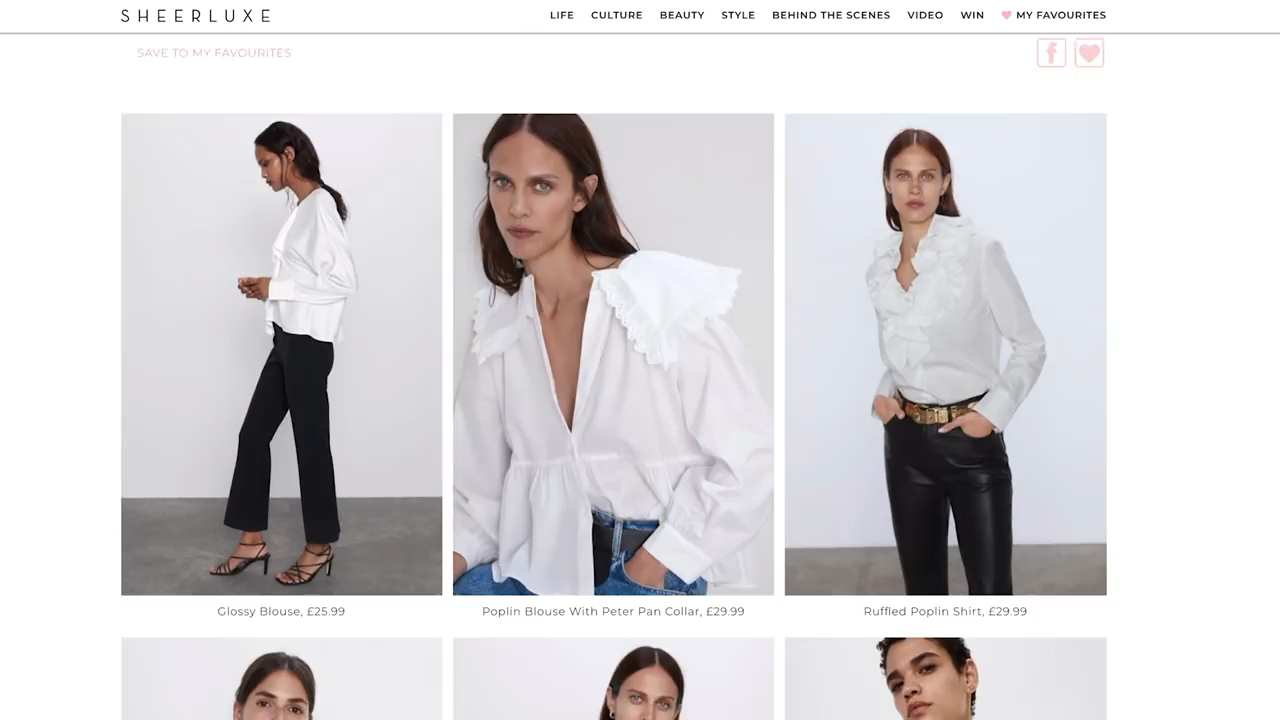 SHEERLUXE
LIFE CULTURE BEAUTY STYLE BEHIND THE SCENES VIDEO WIN MY FAVOURITES
SAVE TO MY FAVOURITES
f
Glossy Blouse, £25.99
Poplin Blouse With Peter Pan Collar, £29.99
Ruffled Poplin Shirt, £29.99